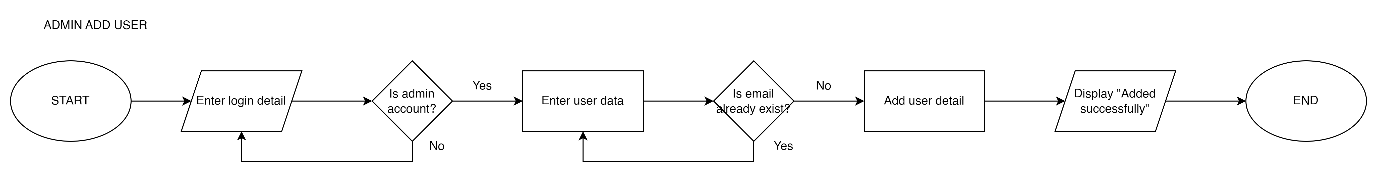 ADMIN ADD USER
START
Enter login detail
Is admin
account?
Yes
No
Enter user data
Is email
already exist?
No
Yes
Add user detail
Display "Added
successfully"
END